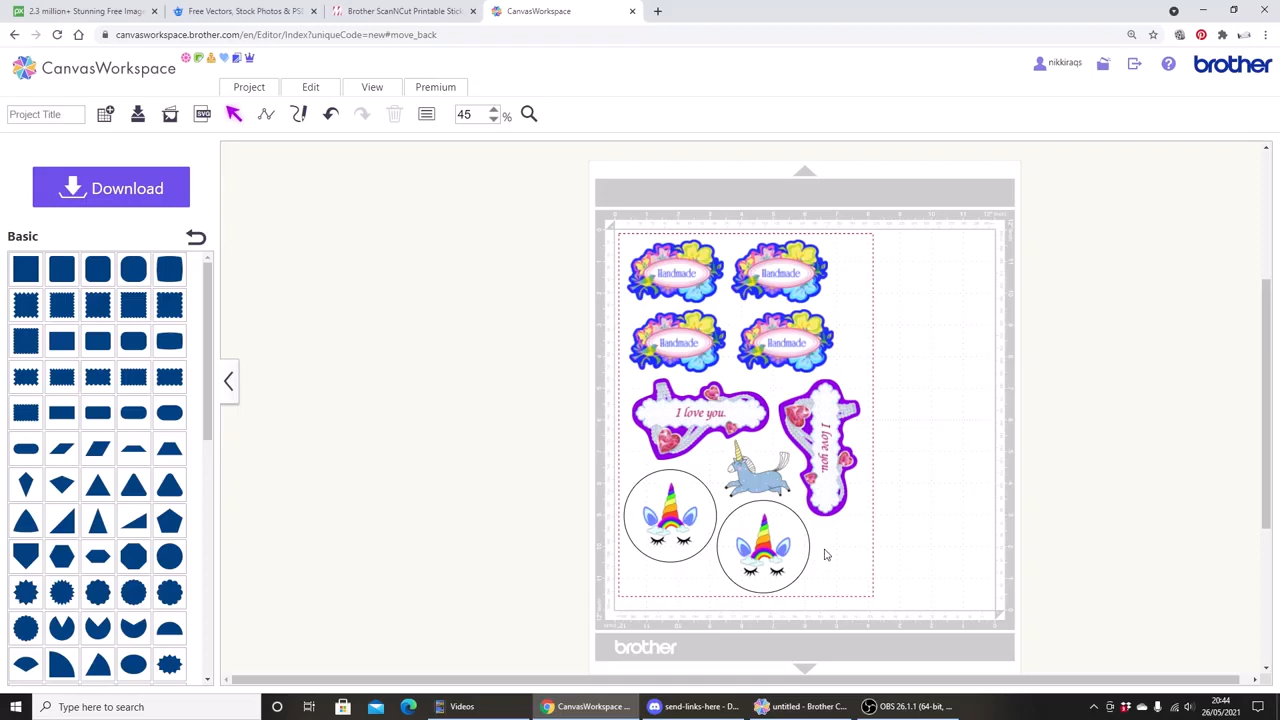 2.3 million+ Stunning Free Image
Free Vectors, Stock Photos & PSD
Brother ScanNCut Printable Stick
CanvasWorkspace
canvasworkspace.brother.com/en/Editor/Index?uniqueCode=new#move_back
CanvasWorkspace
nikkiraqs
brother
Project
Edit
View
Premium
Project Title
SVG
45
%
Download
Basic
Handmade
Handmade
Handmade
Handmade
I love you.
I love you.
brother
Type here to search
Videos
CanvasWorkspace ...
send-links-here - D...
untitled - Brother C...
OBS 26.1.1 (64-bit, ...
20:44
26/05/2021